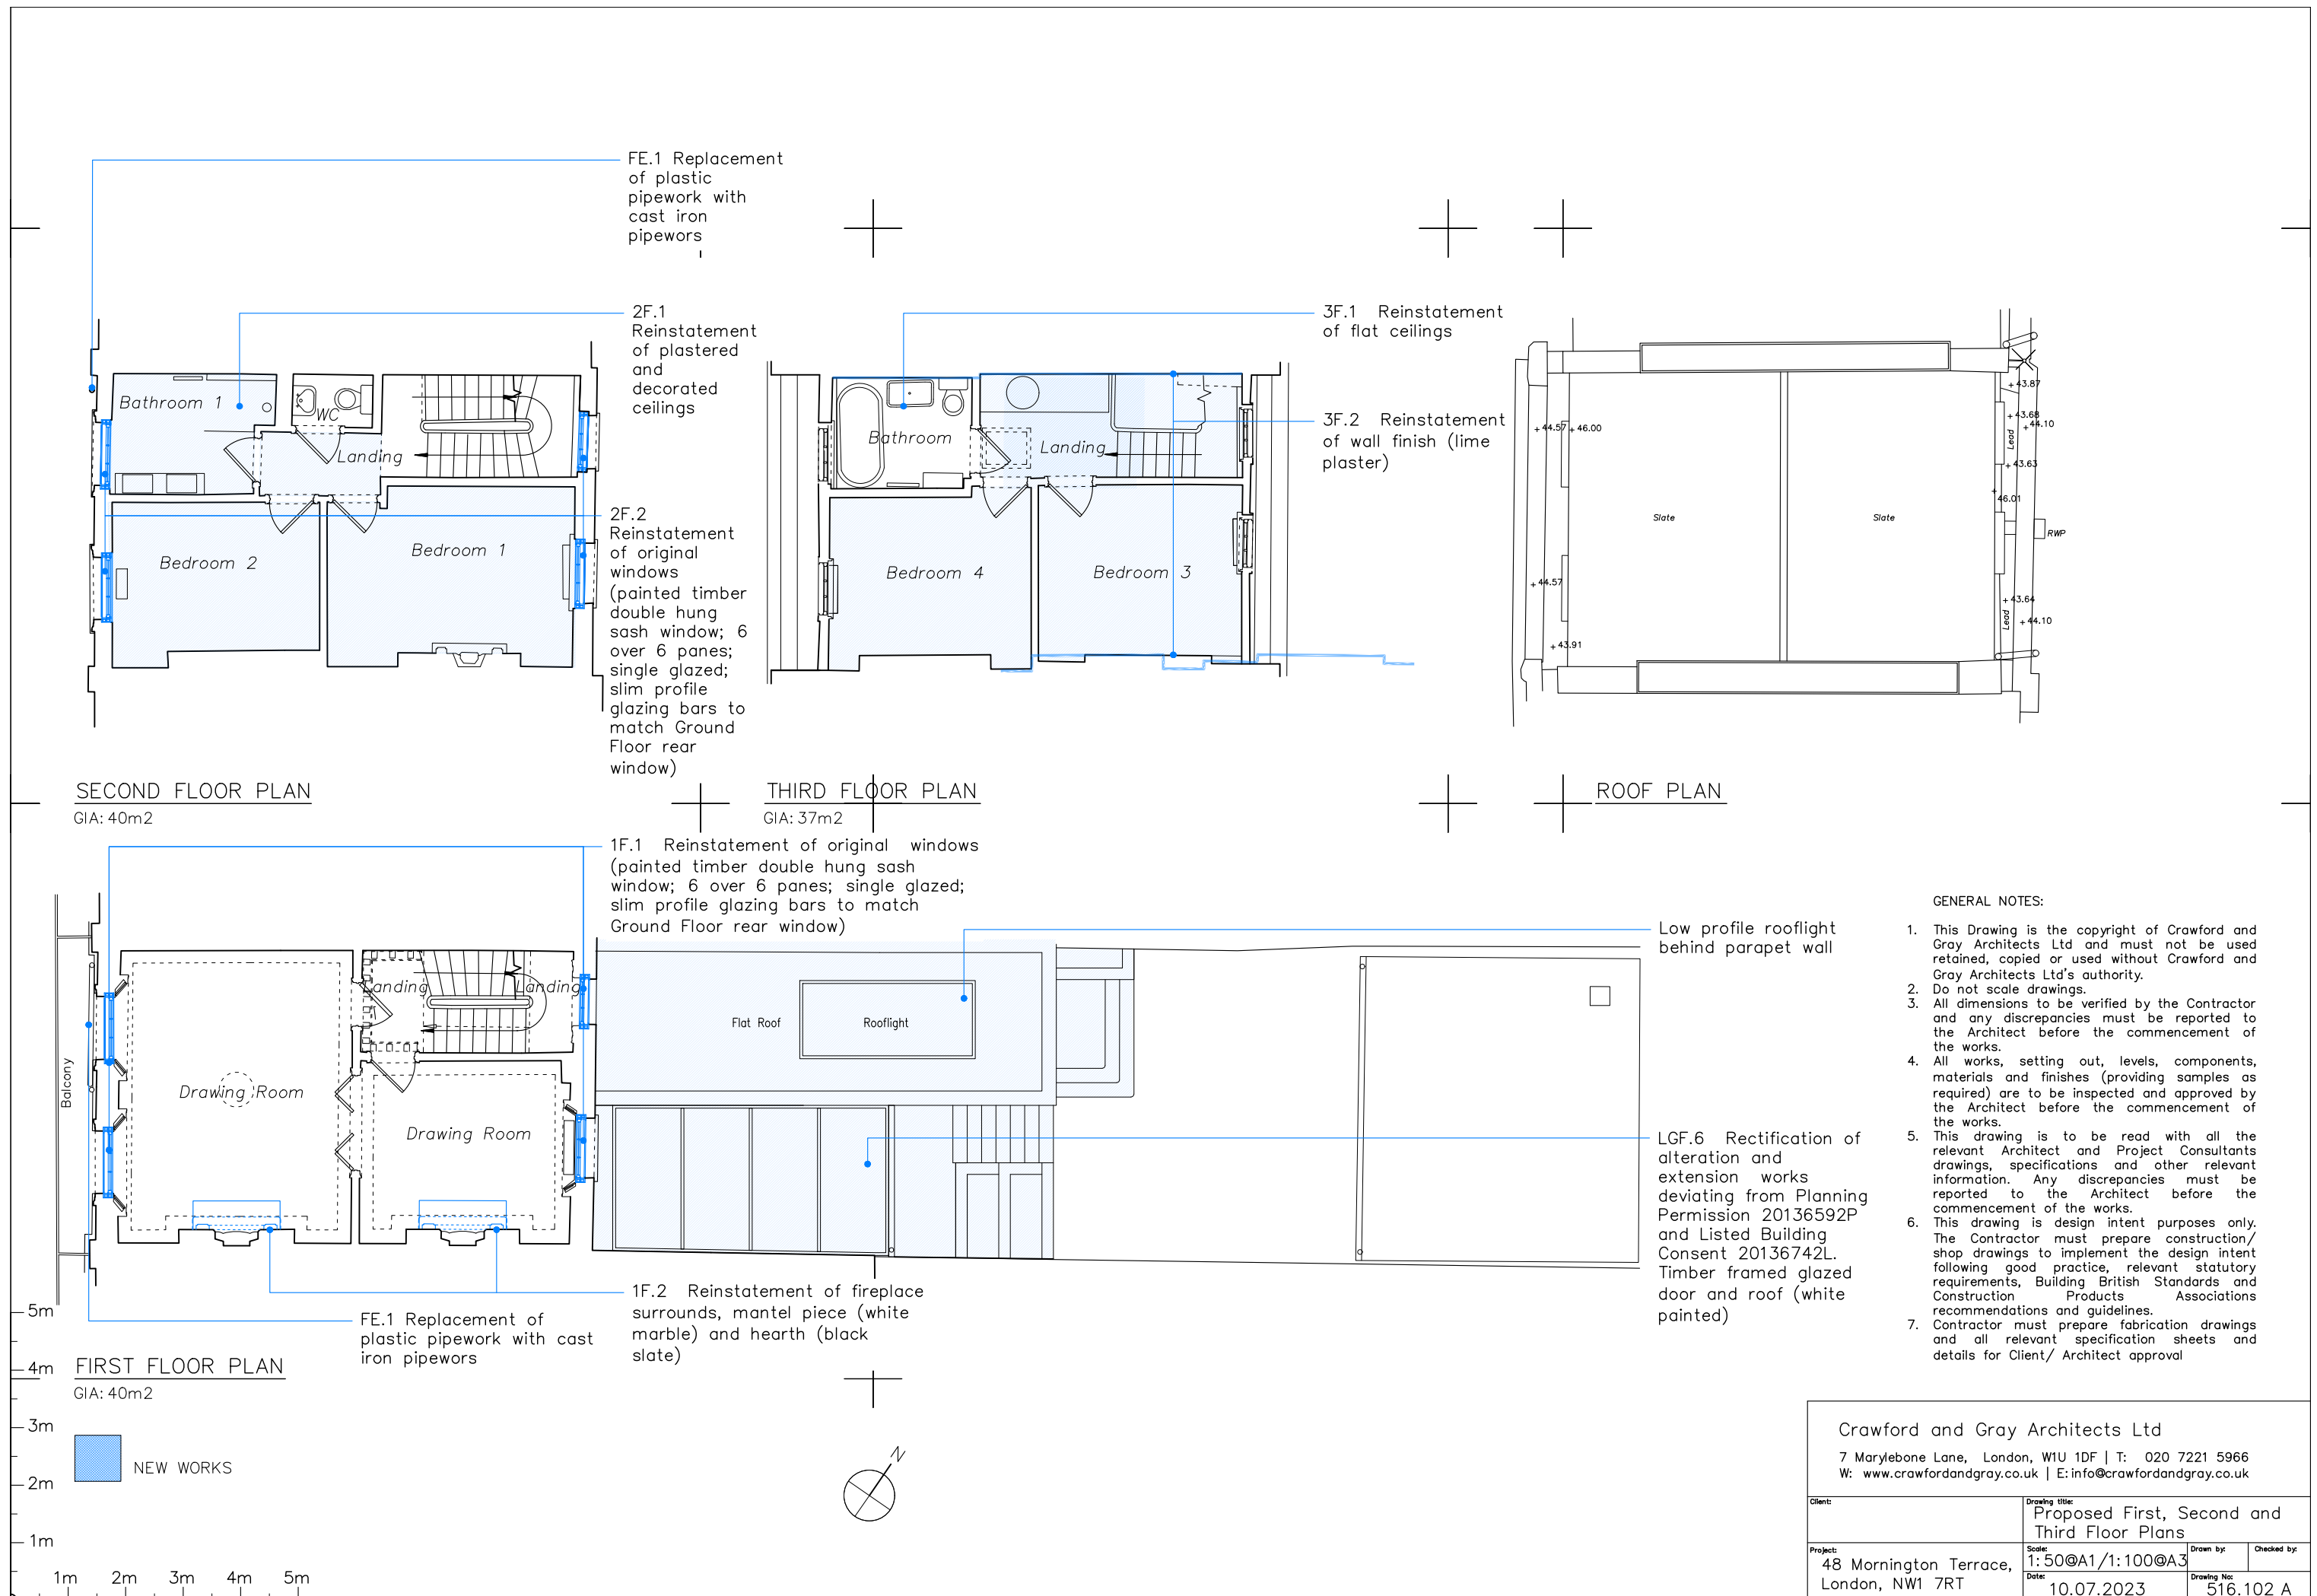 FE.1 Replacement
of plastic
pipework with
cast iron
pipewors
2F.1
Reinstatement
of plastered
and
decorated
ceilings
3F.1 Reinstatement
of flat ceilings
3F.2 Reinstatement
of wall finish (lime
plaster)
Bathroom 1
WC
Landing
Bedroom 2
Bedroom 1
2F.2
Reinstatement
of original
windows
(painted timber
double hung
sash window; 6
over 6 panes;
single glazed;
slim profile
glazing bars to
match Ground
Floor rear
window)
Bathroom
Landing
Bedroom 4
Bedroom 3
44.57
46.00
44.57
43.91
Slate
Slate
43.87
43.68
44.10
Lead
43.63
46.01
RWP
43.64
Lead
44.10
SECOND FLOOR PLAN
GIA: 40m2
THIRD FLOOR PLAN
GIA: 37m2
ROOF PLAN
1F.1 Reinstatement of original windows
(painted timber double hung sash
window; 6 over 6 panes; single glazed;
slim profile glazing bars to match
Ground Floor rear window)
Low profile rooflight
behind parapet wall
Balcony
Drawing Room
Landing
Landing
Drawing Room
Flat Roof
Rooflight
LGF.6 Rectification of
alteration and
extension works
deviating from Planning
Permission 20136592P
and Listed Building
Consent 20136742L.
Timber framed glazed
door and roof (white
painted)
1F.2 Reinstatement of fireplace
surrounds, mantel piece (white
marble) and hearth (black
slate)
FE.1 Replacement of
plastic pipework with cast
iron pipewors
FIRST FLOOR PLAN
GIA: 40m2
NEW WORKS
5m
4m
3m
2m
1m
1m 2m 3m 4m 5m
N
GENERAL NOTES:
1. This Drawing is the copyright of Crawford and
Gray Architects Ltd and must not be used
retained, copied or used without Crawford and
Gray Architects Ltd's authority.
2. Do not scale drawings.
3. All dimensions to be verified by the Contractor
and any discrepancies must be reported to
the Architect before the commencement of
the works.
4. All works, setting out, levels, components,
materials and finishes (providing samples as
required) are to be inspected and approved by
the Architect before the commencement of
the works.
5. This drawing is to be read with all the
relevant Architect and Project Consultants
drawings, specifications and other relevant
information. Any discrepancies must be
reported to the Architect before the
commencement of the works.
6. This drawing is design intent purposes only.
The Contractor must prepare construction/
shop drawings to implement the design intent
following good practice, relevant statutory
requirements, Building British Standards and
Construction Products Associations
recommendations and guidelines.
7. Contractor must prepare fabrication drawings
and all relevant specification sheets and
details for Client/ Architect approval
Crawford and Gray Architects Ltd
7 Marylebone Lane, London, W1U 1DF | T: 020 7221 5966
W: www.crawfordandgray.co.uk | E: info@crawfordandgray.co.uk
Client:
Drawing title:
Proposed First, Second and
Third Floor Plans
Project:
48 Mornington Terrace,
London, NW1 7RT
Scale:
1:50@A1/1:100@A3
Drawn by:
Checked by:
Date:
10.07.2023
Drawing No:
516.102 A